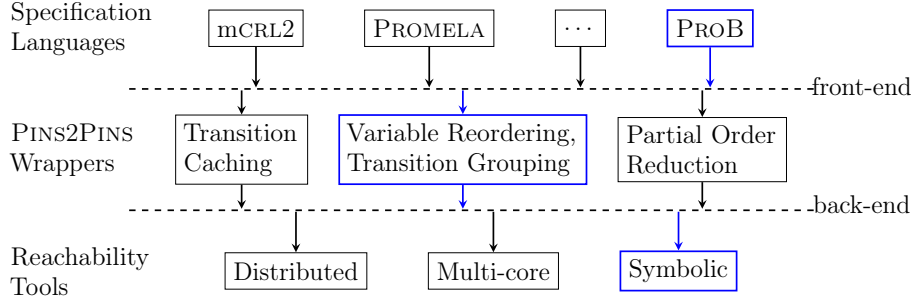 Specification
Languages
mCRL2
Promela
...
ProB
front-end
Pins2Pins
Wrappers
Transition
Caching
Variable Reordering,
Transition Grouping
Partial Order
Reduction
back-end
Reachability
Tools
Distributed
Multi-core
Symbolic